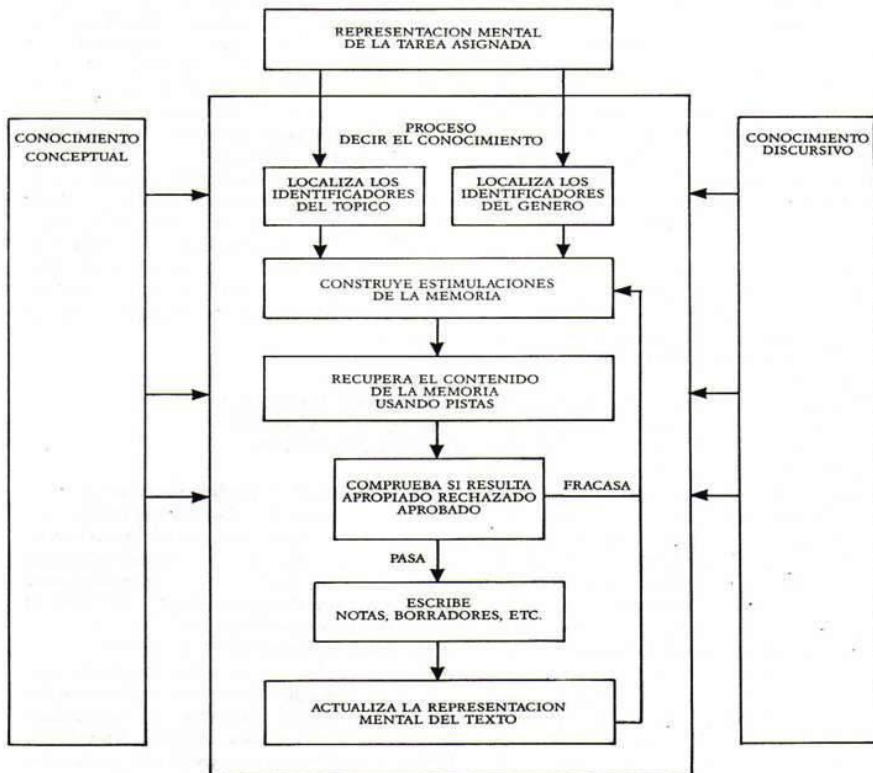 REPRESENTACION MENTAL
DE LA TAREA ASIGNADA
CONOCIMIENTO
CONCEPTUAL
PROCESO
DECIR EL CONOCIMIENTO
CONOCIMIENTO
DISCURSIVO
LOCALIZA LOS
IDENTIFICADORES
DEL TOPICO
LOCALIZA LOS
IDENTIFICADORES
DEL GENERO
CONSTRUYE ESTIMULACIONES
DE LA MEMORIA
RECUPERA EL CONTENIDO
DE LA MEMORIA
USANDO PISTAS
COMPRUEBA SI RESULTA
APROPIADO RECHAZADO
APROBADO
FRACASA
PASA
ESCRIBE
NOTAS, BORRADORES, ETC.
ACTUALIZA LA REPRESENTACION
MENTAL DEL TEXTO